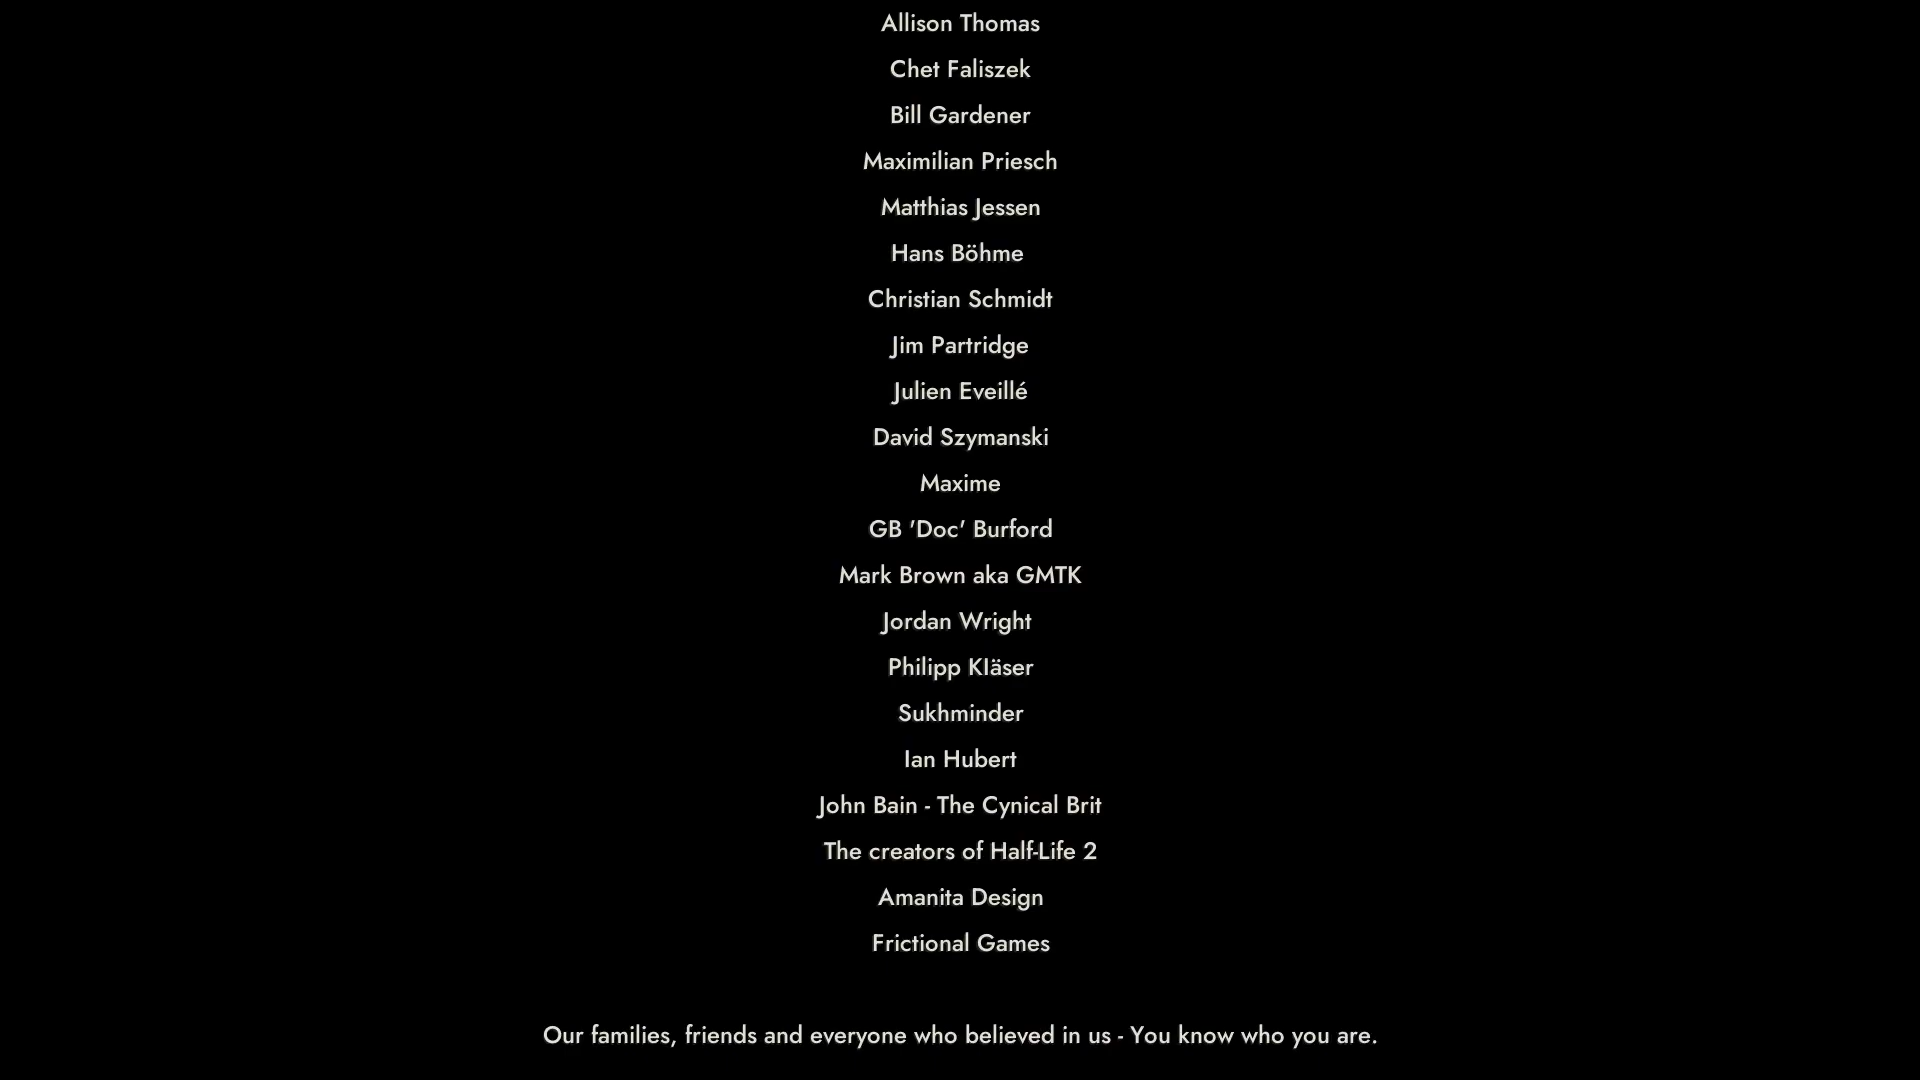 Allison Thomas
Chet Faliszek
Bill Gardener
Maximilian Priesch
Matthias Jessen
Hans Böhme
Christian Schmidt
Jim Partridge
Julien Eveillé
David Szymanski
Maxime
GB 'Doc' Burford
Mark Brown aka GMTK
Jordan Wright
Philipp Kläser
Sukhminder
Ian Hubert
John Bain - The Cynical Brit
The creators of Half-Life 2
Amanita Design
Frictional Games
Our families, friends and everyone who believed in us - You know who you are.